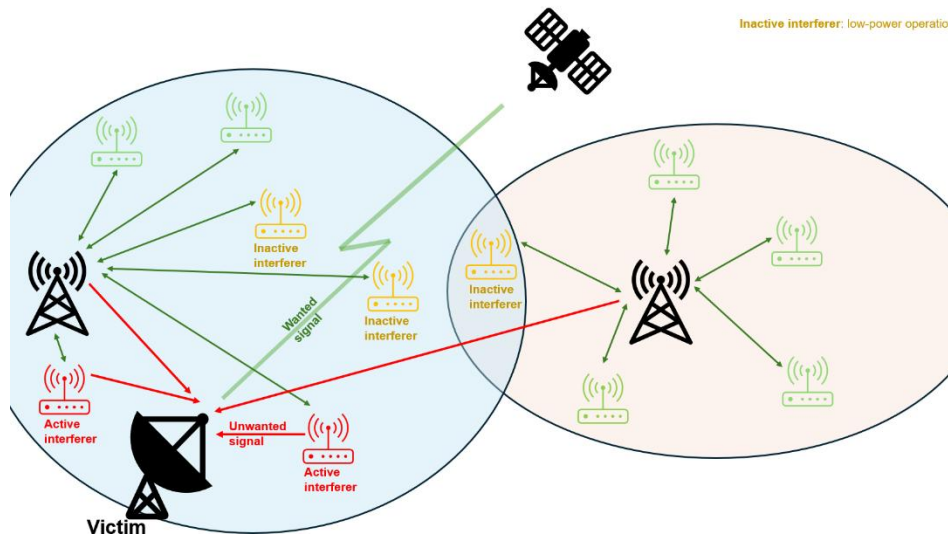 Inactive interferer: low-power operatio
Inactive
interferer
Inactive
interferer
Inactive
interferer
Wanted
signal
Active
interferer
Unwanted
signal
Active
interferer
Victim